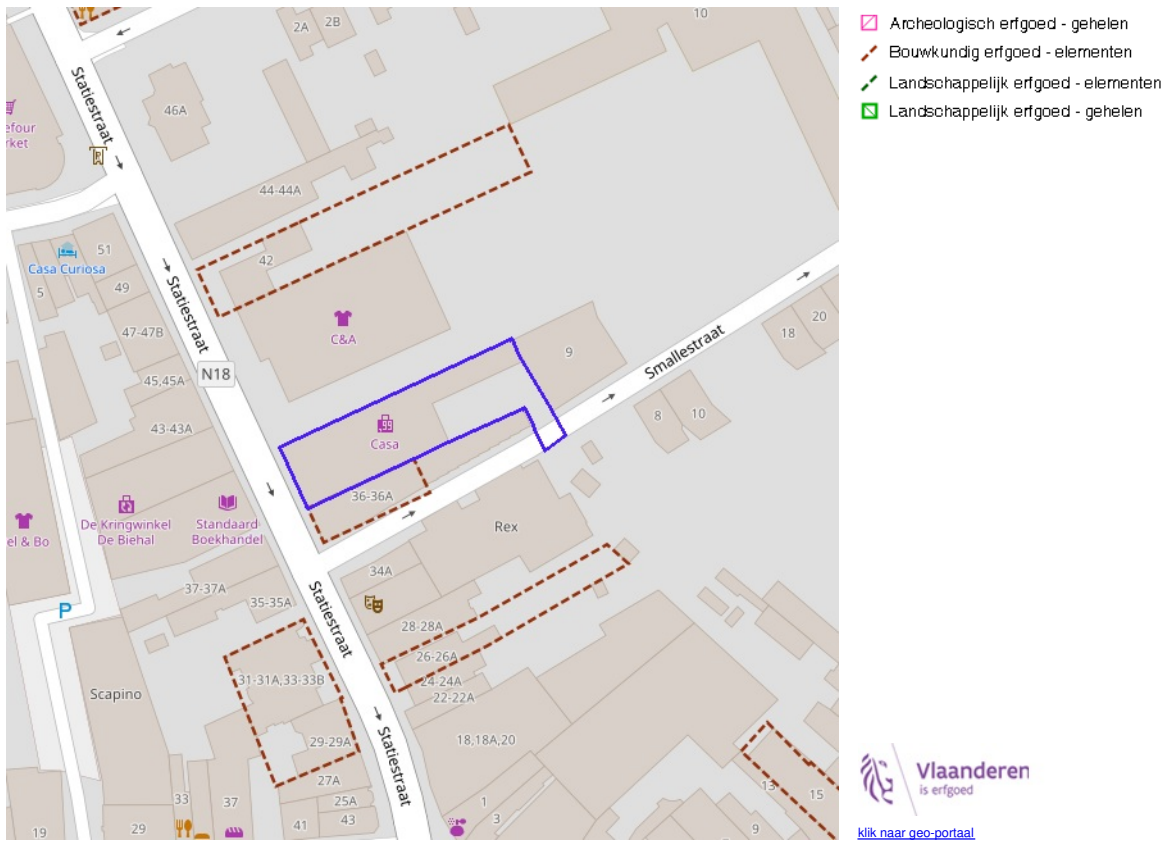 Archeologisch erfgoed - gehelen
Bouwkundig erfgoed - elementen
Landschappelijk erfgoed - elementen
Landschappelijk erfgoed - gehelen
2A
2B
10
Statiestraat
46A
efour
rket
R
44-44A
51
Casa Curiosa
42
5
49
Statiestraat
47-47B
C&A
N18
45,45A
9
Smallestraat
18
20
43-43A
Casa
8
10
36-36A
De Kringwinkel
De Biehal
Standaard
Boekhandel
el & Bo
Rex
34A
37-37A
35-35A
P
Statiestraat
28-28A
26-26A
31-31A,33-33B
24-24A
22-22A
Scapino
29-29A
18,18A,20
Statiestraat
27A
13
15
33
37
25A
1
19
29
41
43
3
9
Vlaanderen
is erfgoed
klik naar geo-portaal